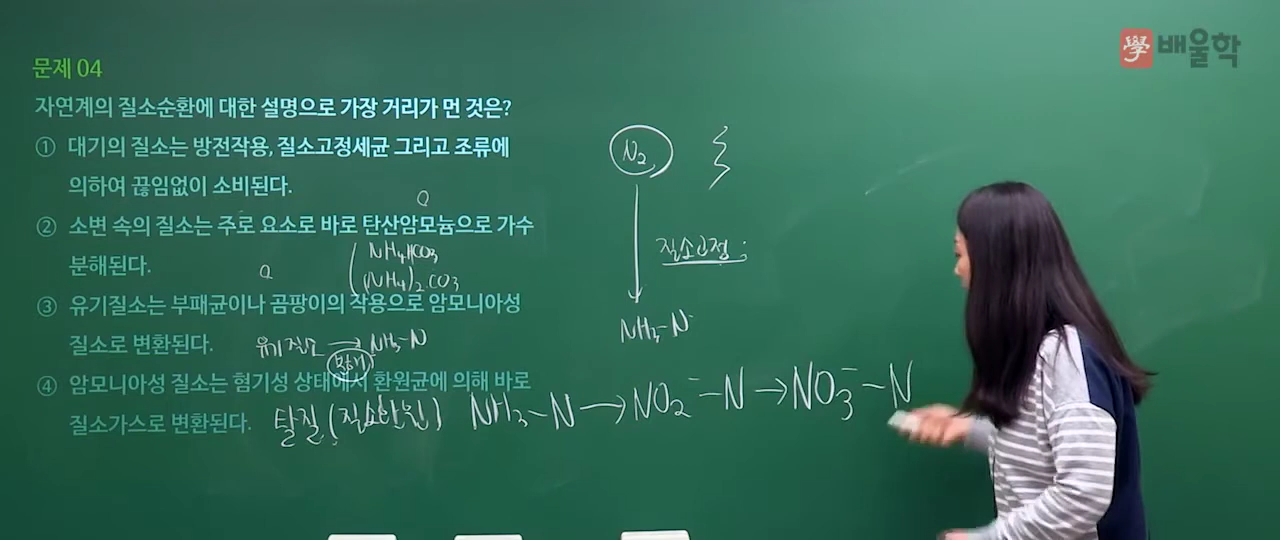 學 배울학
문제 04
자연계의 질소순환에 대한 설명으로 가장 거리가 먼 것은?
① 대기의 질소는 방전작용, 질소고정세균 그리고 조류에
의하여 끊임없이 소비된다.
② 소변 속의 질소는 주로 요소로 바로 탄산암모늄으로 가수
분해된다.
NH4HCO3
(NH4)2CO3
③ 유기질소는 부패균이나 곰팡이의 작용으로 암모니아성
질소로 변환된다.
유기질소 → NH3-N
④ 암모니아성 질소는 혐기성 상태에서 환원균에 의해 바로
질소가스로 변환된다.
탈질(질소환원)
N2
질소고정
NH3-N
NH3-N → NO2⁻-N → NO3⁻-N